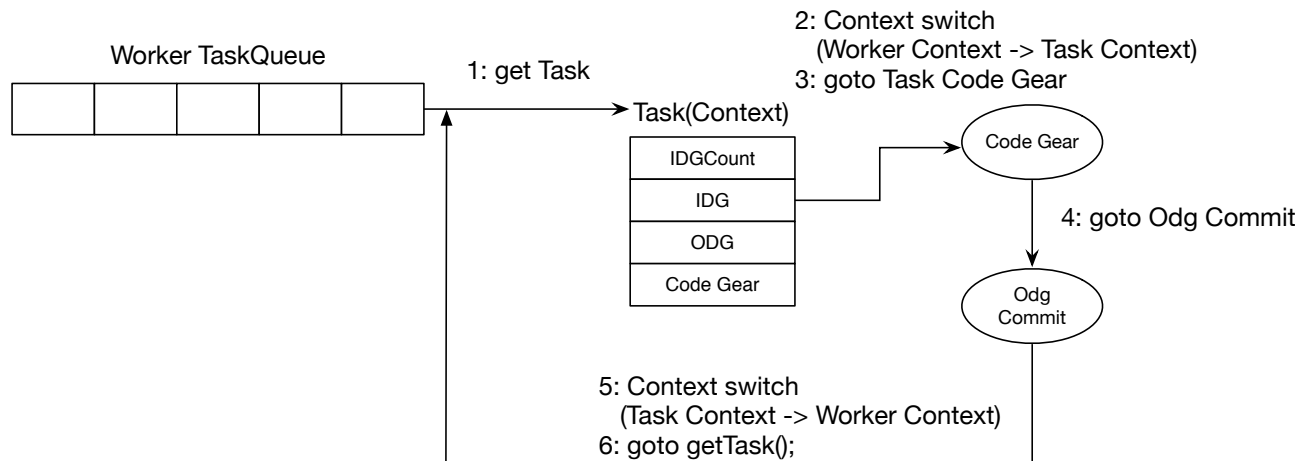 Worker TaskQueue
1: get Task
2: Context switch
(Worker Context -> Task Context)
3: goto Task Code Gear
Task(Context)
IDGCount
IDG
ODG
Code Gear
Code Gear
4: goto Odg Commit
Odg
Commit
5: Context switch
(Task Context -> Worker Context)
6: goto getTask();